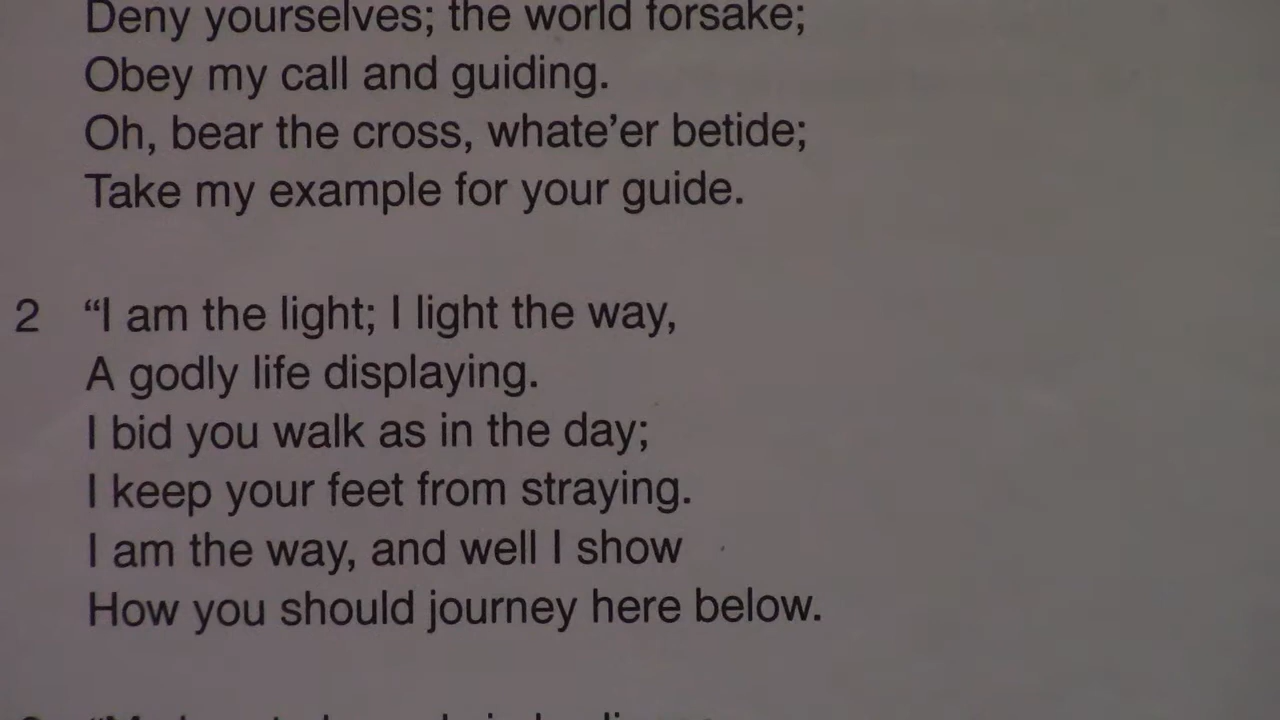 Deny yourselves; the world forsake;
Obey my call and guiding.
Oh, bear the cross, whate'er betide;
Take my example for your guide.
2 “I am the light; I light the way,
A godly life displaying.
I bid you walk as in the day;
I keep your feet from straying.
I am the way, and well I show
How you should journey here below.